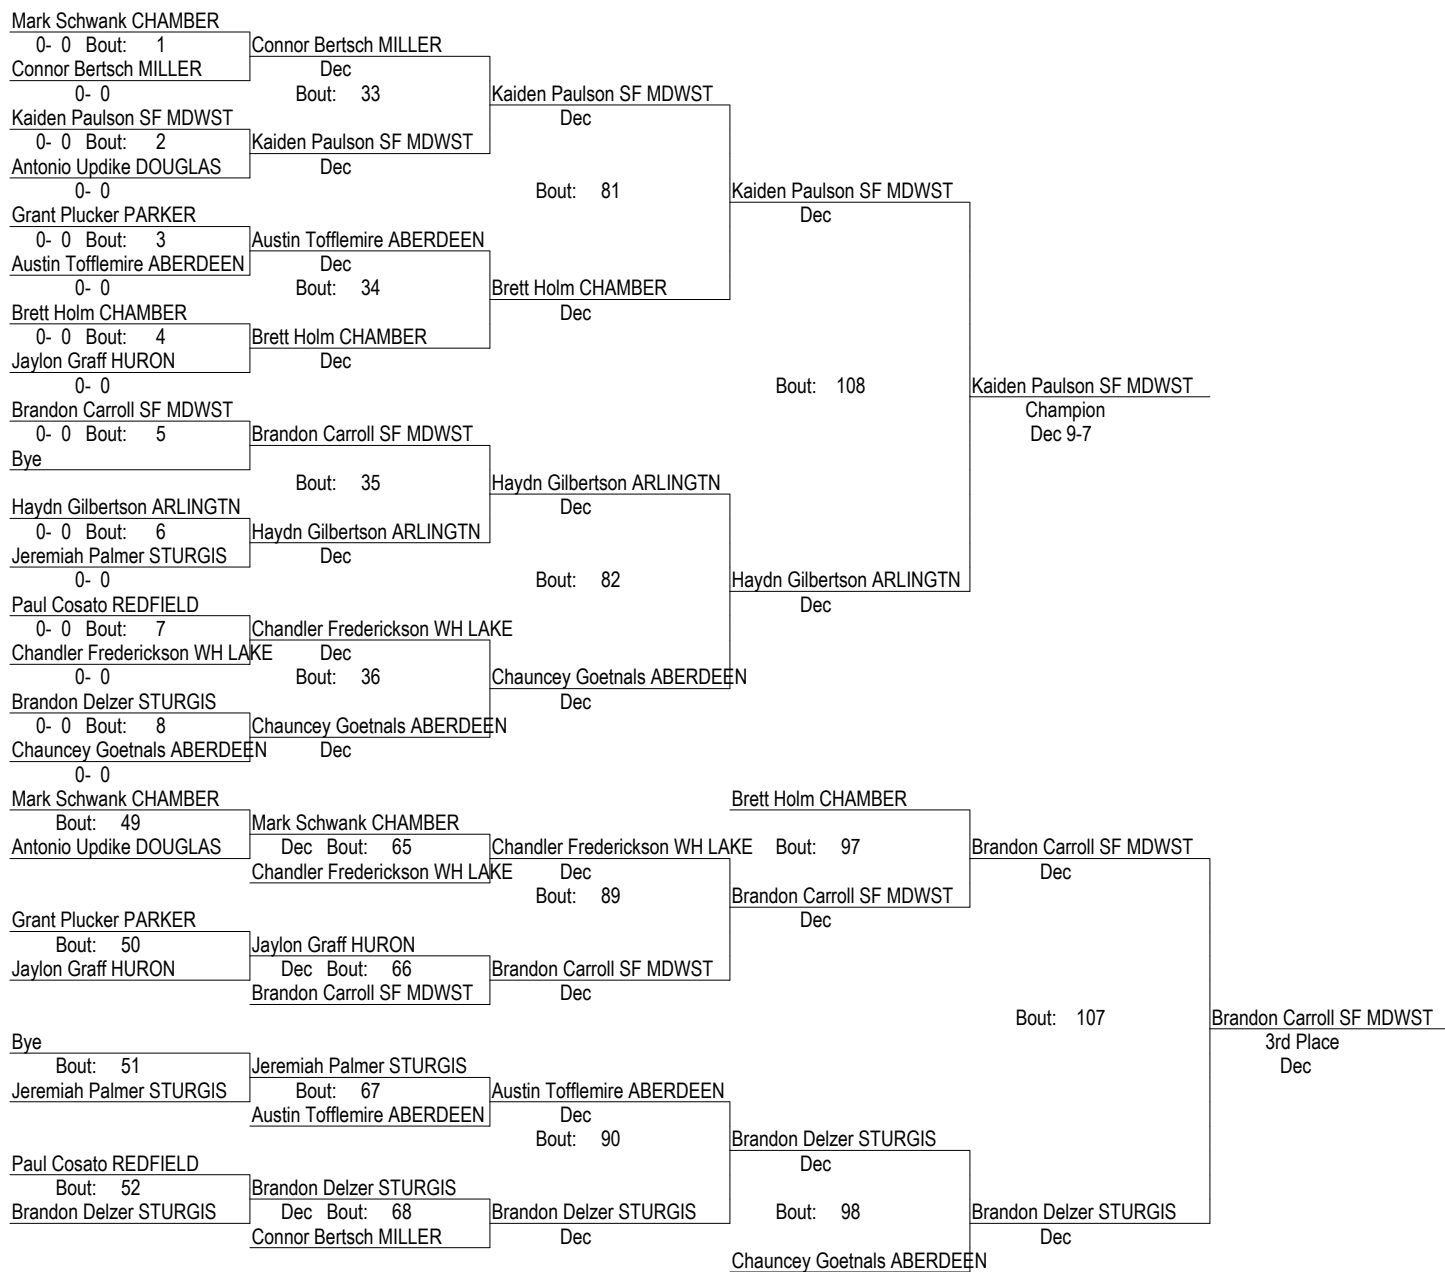 Mark Schwank CHAMBER
0- 0 Bout: 1 Connor Bertsch MILLER
Connor Bertsch MILLER Dec
0- 0 Bout: 33 Kaiden Paulson SF MDWST
Kaiden Paulson SF MDWST Dec
0- 0 Bout: 2 Kaiden Paulson SF MDWST
Antonio Updike DOUGLAS Dec
0- 0 Bout: 81 Kaiden Paulson SF MDWST
Grant Plucker PARKER Dec
0- 0 Bout: 3 Austin Tofflemire ABERDEEN
Austin Tofflemire ABERDEEN Dec
0- 0 Bout: 34 Brett Holm CHAMBER
Brett Holm CHAMBER Dec
0- 0 Bout: 4 Brett Holm CHAMBER
Jaylon Graff HURON Dec
0- 0 Bout: 108 Kaiden Paulson SF MDWST
Brandon Carroll SF MDWST Champion
0- 0 Bout: 5 Brandon Carroll SF MDWST Dec 9-7
Bye
Bout: 35 Haydn Gilbertson ARLINGTN
Haydn Gilbertson ARLINGTN Dec
0- 0 Bout: 6 Haydn Gilbertson ARLINGTN
Jeremiah Palmer STURGIS Dec
0- 0 Bout: 82 Haydn Gilbertson ARLINGTN
Paul Cosato REDFIELD Dec
0- 0 Bout: 7 Chandler Frederickson WH LAKE
Chandler Frederickson WH LAKE Dec
0- 0 Bout: 36 Chauncey Goetnals ABERDEEN
Brandon Delzer STURGIS Dec
0- 0 Bout: 8 Chauncey Goetnals ABERDEEN
Chauncey Goetnals ABERDEEN Dec
0- 0
Mark Schwank CHAMBER Brett Holm CHAMBER
Bout: 49 Mark Schwank CHAMBER
Antonio Updike DOUGLAS Dec Bout: 65 Chandler Frederickson WH LAKE Bout: 97 Brandon Carroll SF MDWST
Chandler Frederickson WH LAKE Dec Dec
Bout: 89 Brandon Carroll SF MDWST
Grant Plucker PARKER Dec
Bout: 50 Jaylon Graff HURON
Jaylon Graff HURON Dec Bout: 66 Brandon Carroll SF MDWST
Brandon Carroll SF MDWST Dec
Bout: 107 Brandon Carroll SF MDWST
Bye 3rd Place
Bout: 51 Jeremiah Palmer STURGIS Dec
Jeremiah Palmer STURGIS Bout: 67 Austin Tofflemire ABERDEEN
Austin Tofflemire ABERDEEN Dec
Bout: 90 Brandon Delzer STURGIS
Paul Cosato REDFIELD Dec
Bout: 52 Brandon Delzer STURGIS
Brandon Delzer STURGIS Dec Bout: 68 Brandon Delzer STURGIS Bout: 98 Brandon Delzer STURGIS
Connor Bertsch MILLER Dec Dec
Chauncey Goetnals ABERDEEN